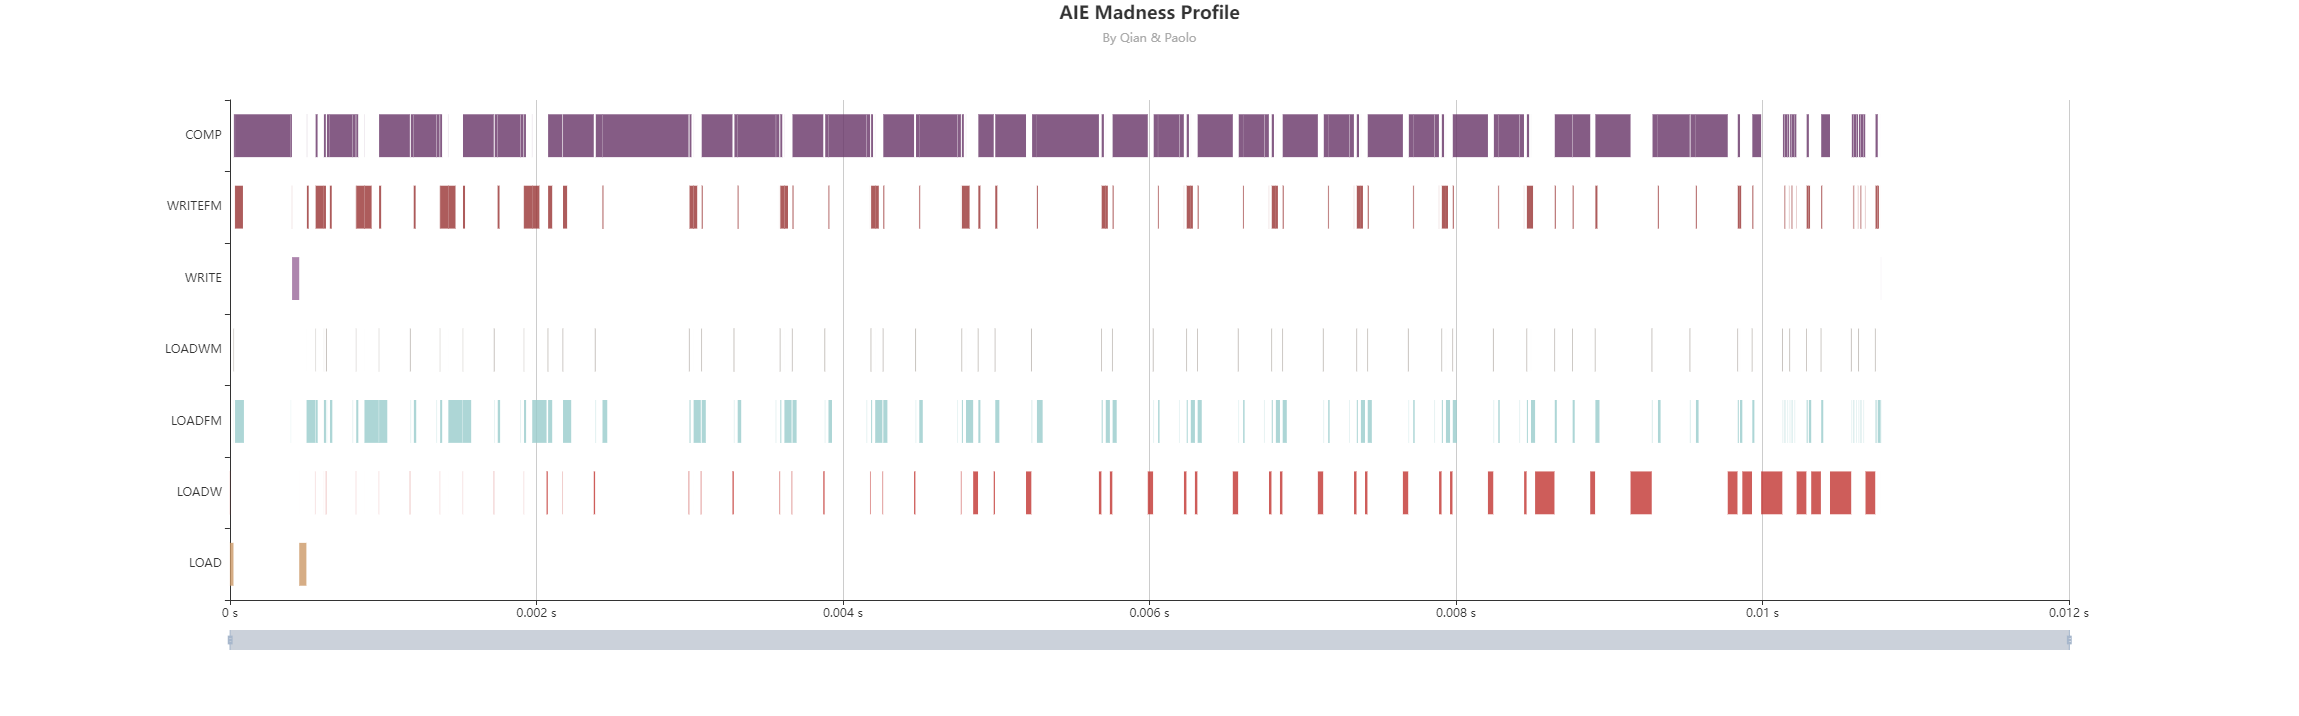 AIE Madness Profile
By Qian & Paolo
COMP
WRITEFM
WRITE
LOADWM
LOADFM
LOADW
LOAD
0 s 0.002 s 0.004 s 0.006 s 0.008 s 0.01 s 0.012 s